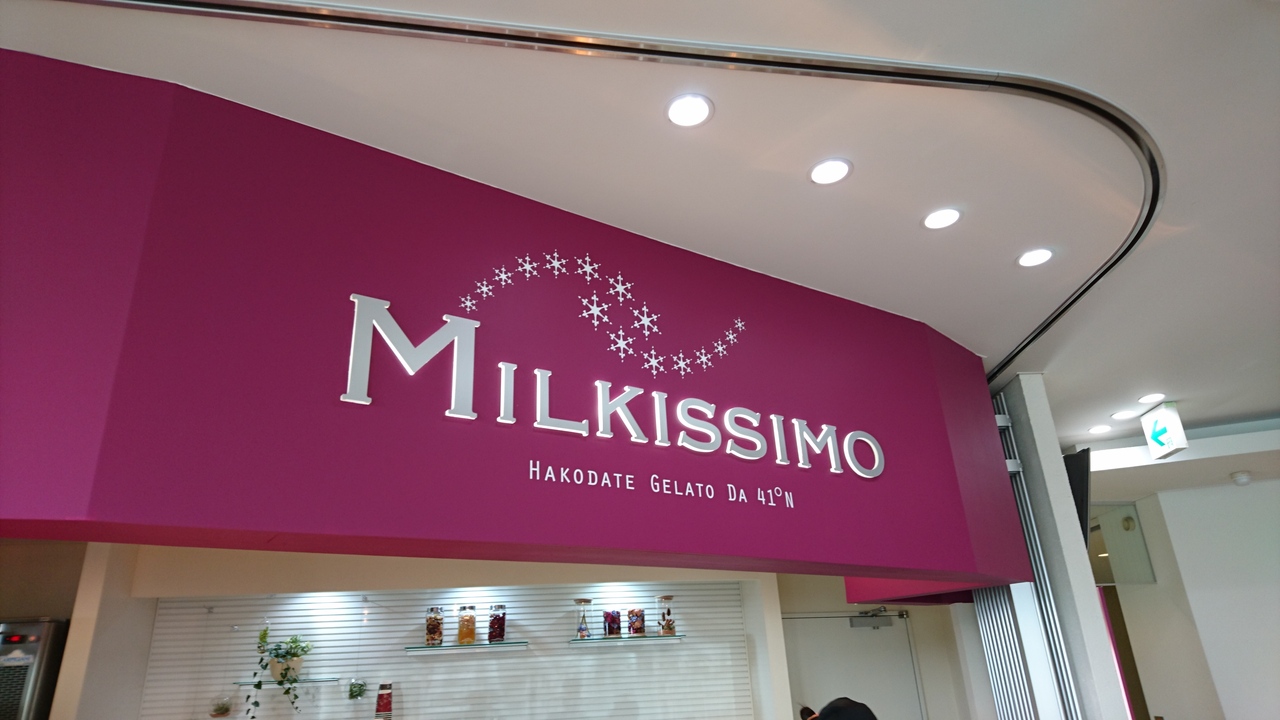 MILKISSIMO
HAKODATE GELATO DA 41°N